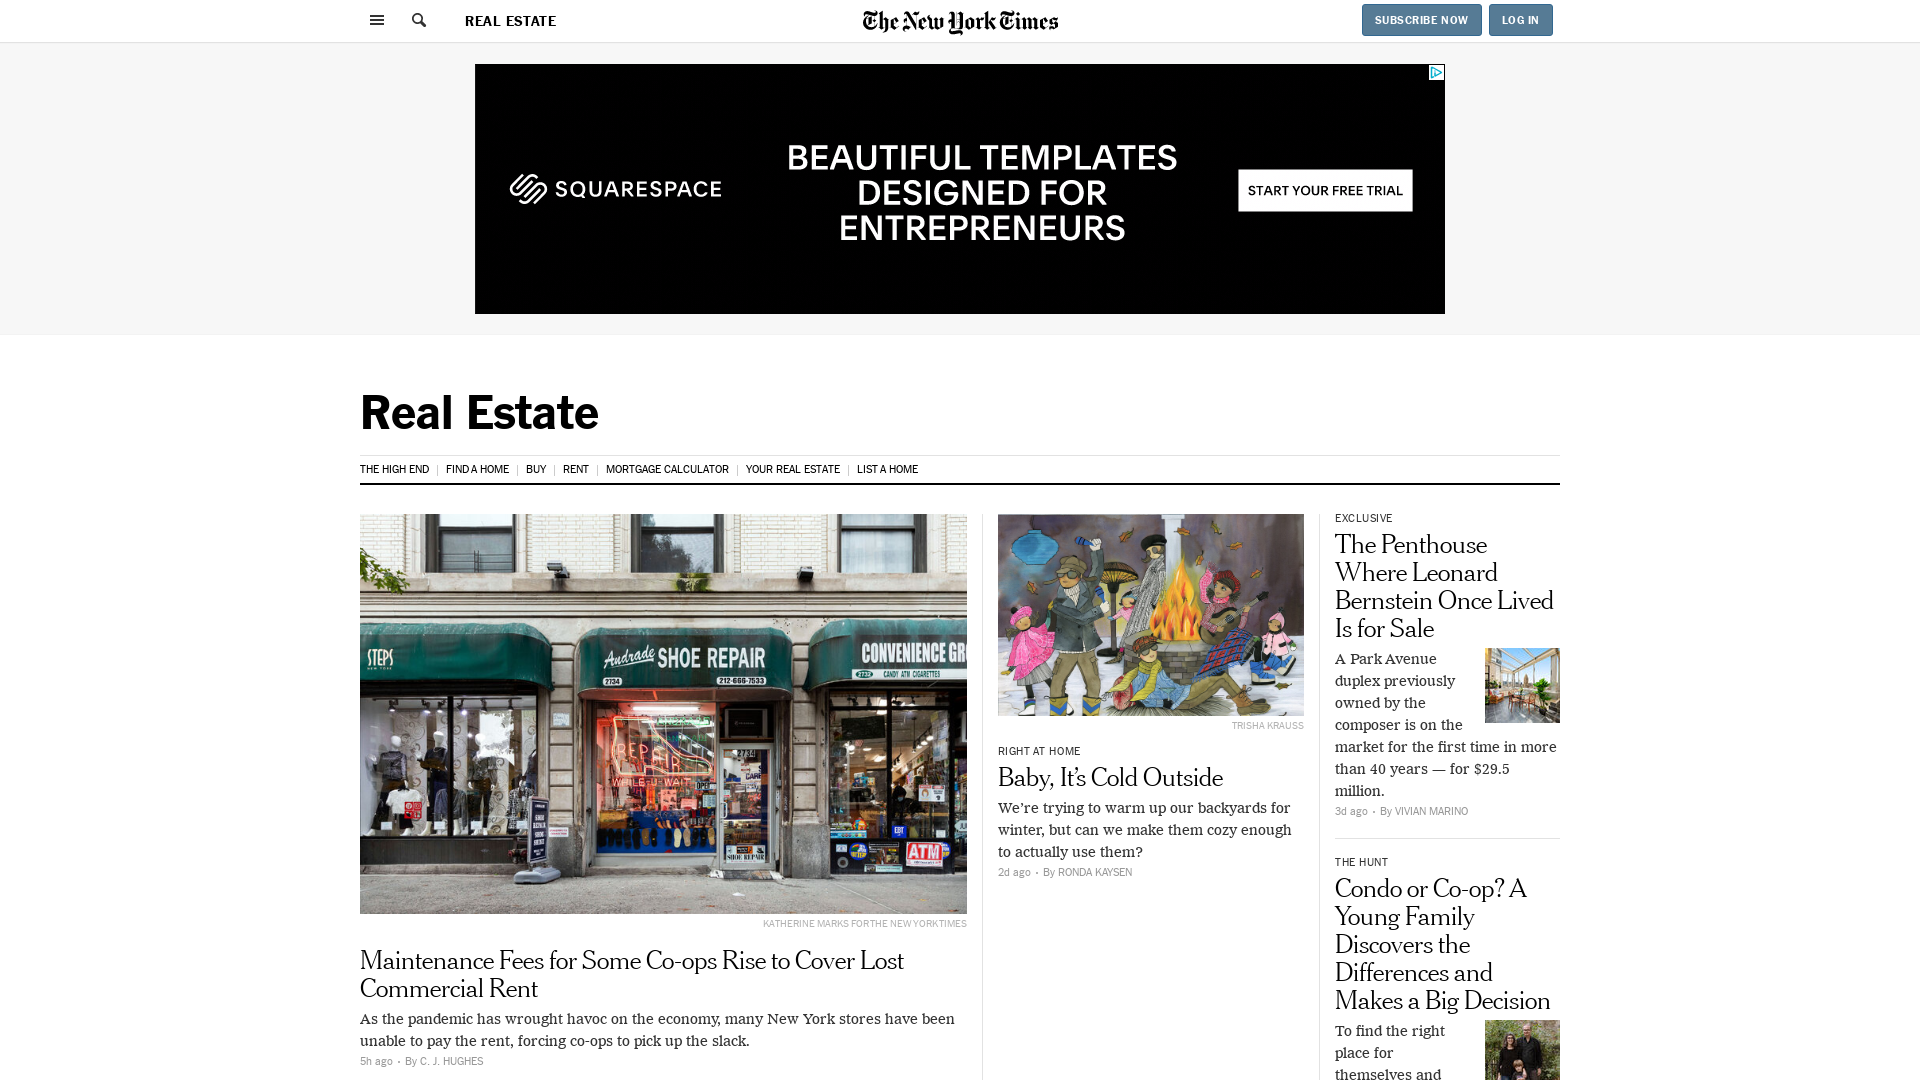 REAL ESTATE
The New York Times
SUBSCRIBE NOW
LOG IN
SQUARESPACE
BEAUTIFUL TEMPLATES
DESIGNED FOR
ENTREPRENEURS
START YOUR FREE TRIAL
Real Estate
THE HIGH END
FIND A HOME
BUY
RENT
MORTGAGE CALCULATOR
YOUR REAL ESTATE
LIST A HOME
STEPS
NEW YORK
Andrade SHOE REPAIR
2734
212-666-7533
CONVENIENCE GR
2732
CANDY ATM CIGARETTES
REPAIR
WHILE-U-WAIT
2734
SHOE REPAIR
ATM
KATHERINE MARKS FOR THE NEW YORK TIMES
Maintenance Fees for Some Co-ops Rise to Cover Lost
Commercial Rent
As the pandemic has wrought havoc on the economy, many New York stores have been
unable to pay the rent, forcing co-ops to pick up the slack.
5h ago • By C. J. HUGHES
TRISHA KRAUSS
RIGHT AT HOME
Baby, It’s Cold Outside
We’re trying to warm up our backyards for
winter, but can we make them cozy enough
to actually use them?
2d ago • By RONDA KAYSEN
EXCLUSIVE
The Penthouse
Where Leonard
Bernstein Once Lived
Is for Sale
A Park Avenue
duplex previously
owned by the
composer is on the
market for the first time in more
than 40 years — for $29.5
million.
3d ago • By VIVIAN MARINO
THE HUNT
Condo or Co-op? A
Young Family
Discovers the
Differences and
Makes a Big Decision
To find the right
place for
themselves and